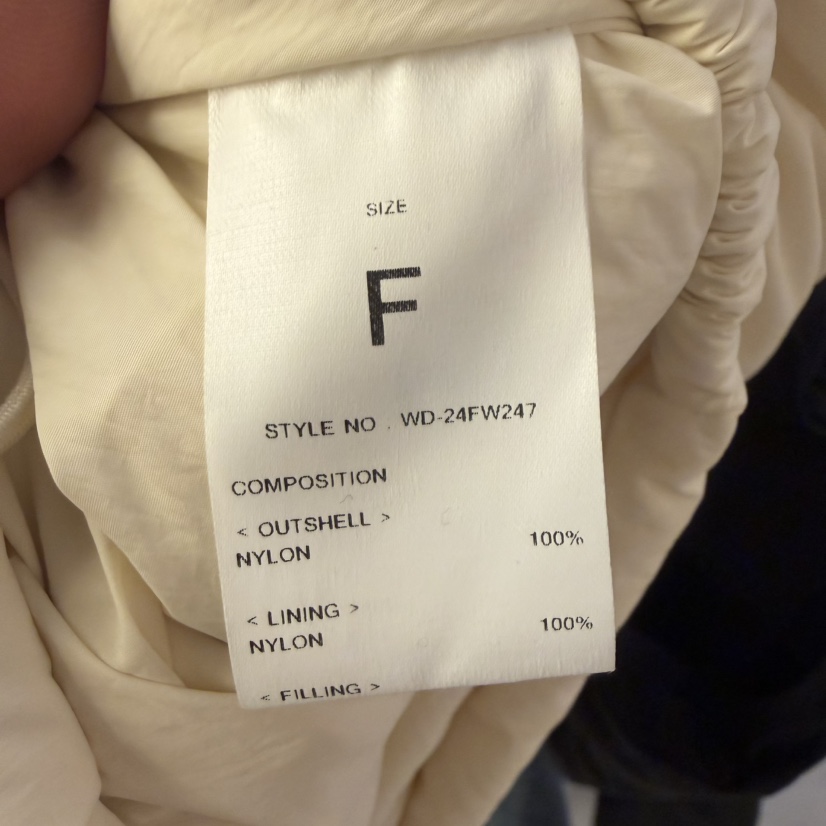 SIZE
F
STYLE NO . WD-24FW247
COMPOSITION
< OUTSHELL >
NYLON 100%
< LINING >
NYLON 100%
< FILLING >